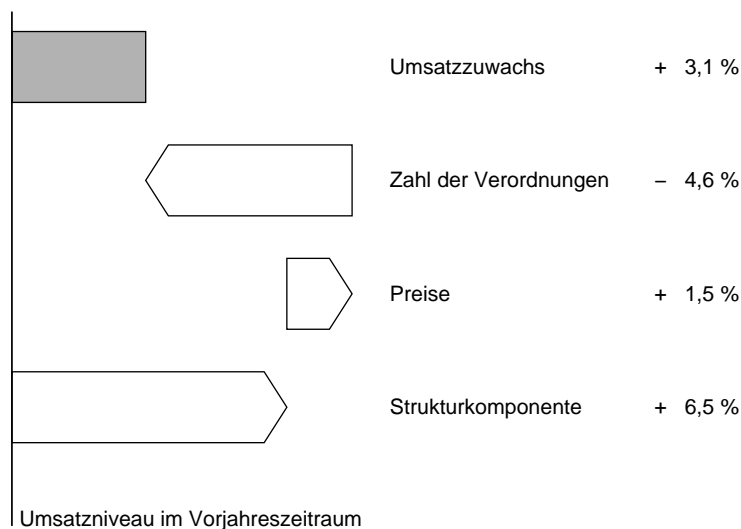 Umsatzzuwachs + 3,1 %
Zahl der Verordnungen – 4,6 %
Preise + 1,5 %
Strukturkomponente + 6,5 %
Umsatzniveau im Vorjahreszeitraum